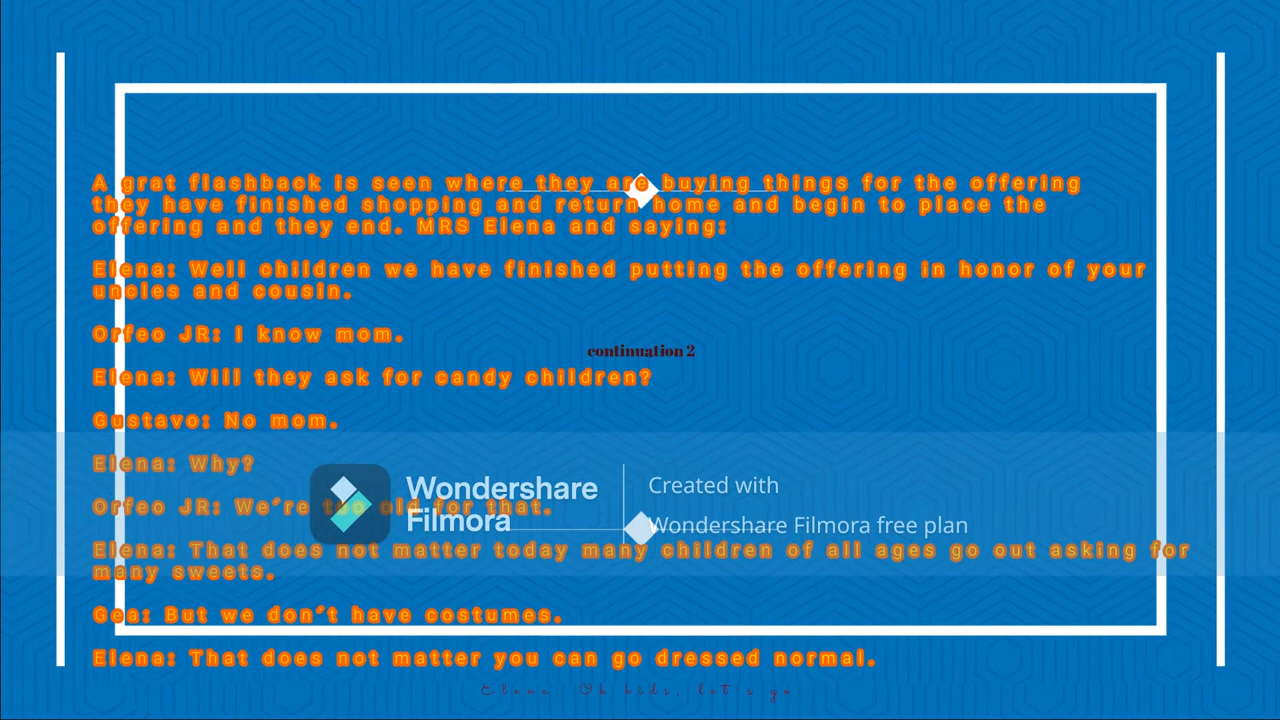 A grat flashback is seen where they are buying things for the offering
they have finished shopping and return home and begin to place the
offering and they end. MRS Elena and saying:
Elena: Well children we have finished putting the offering in honor of your
uncles and cousin.
Orfeo JR: I know mom.
continuation 2
Elena: Will they ask for candy children?
Gustavo: No mom.
Elena: Why?
Orfeo JR: We´re too old for that.
Wondershare
Filmora
Created with
Wondershare Filmora free plan
Elena: That does not matter today many children of all ages go out asking for
many sweets.
Gea: But we don´t have costumes.
Elena: That does not matter you can go dressed normal.
Elena: Ok kids, let's go